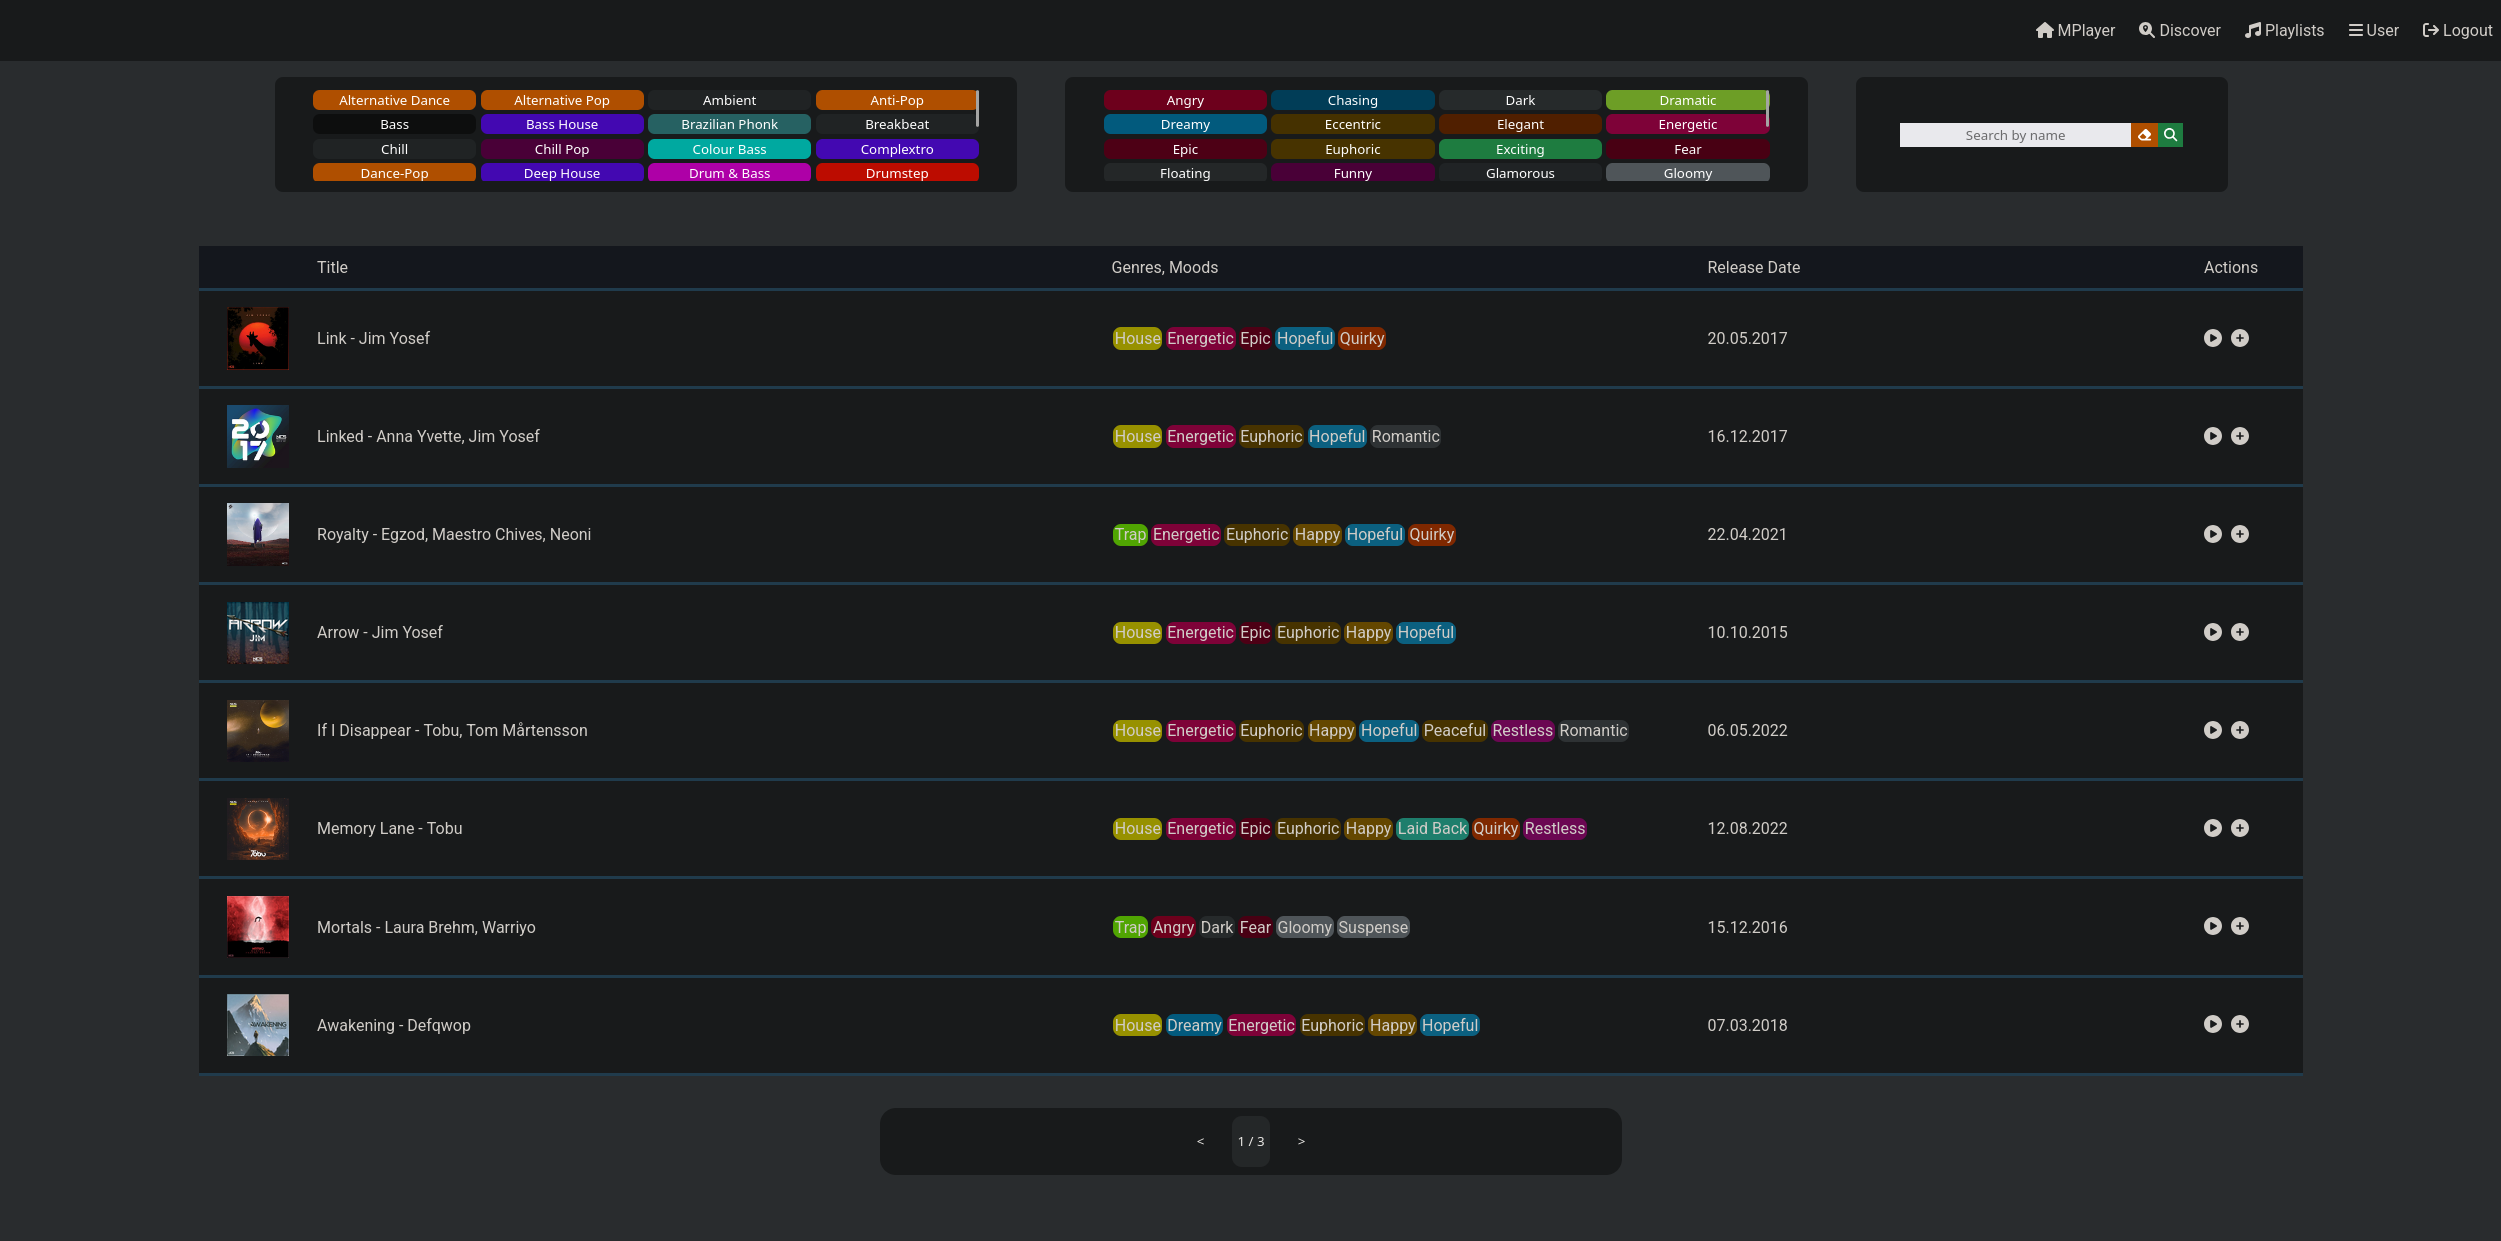 MPlayer Discover Playlists User Logout
Alternative Dance Alternative Pop Ambient Anti-Pop
Bass Bass House Brazilian Phonk Breakbeat
Chill Chill Pop Colour Bass Complextro
Dance-Pop Deep House Drum & Bass Drumstep
Angry Chasing Dark Dramatic
Dreamy Eccentric Elegant Energetic
Epic Euphoric Exciting Fear
Floating Funny Glamorous Gloomy
Search by name
Title Genres, Moods Release Date Actions
Link - Jim Yosef House Energetic Epic Hopeful Quirky 20.05.2017
2017
Linked - Anna Yvette, Jim Yosef House Energetic Euphoric Hopeful Romantic 16.12.2017
Royalty - Egzod, Maestro Chives, Neoni Trap Energetic Euphoric Happy Hopeful Quirky 22.04.2021
ARROW
JIM
Arrow - Jim Yosef House Energetic Epic Euphoric Happy Hopeful 10.10.2015
If I Disappear - Tobu, Tom Mårtensson House Energetic Euphoric Happy Hopeful Peaceful Restless Romantic 06.05.2022
Tobu
Memory Lane - Tobu House Energetic Epic Euphoric Happy Laid Back Quirky Restless 12.08.2022
Mortals - Laura Brehm, Warriyo Trap Angry Dark Fear Gloomy Suspense 15.12.2016
AWAKENING
Awakening - Defqwop House Dreamy Energetic Euphoric Happy Hopeful 07.03.2018
< 1 / 3 >